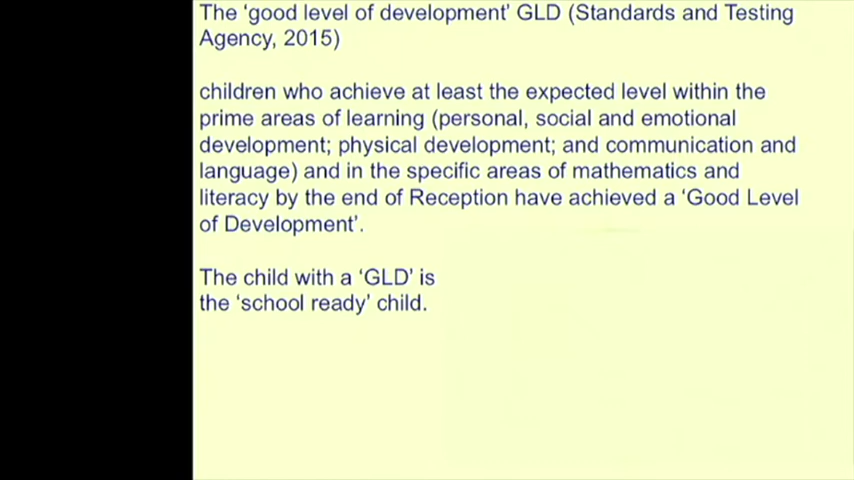 The ‘good level of development’ GLD (Standards and Testing
Agency, 2015)
children who achieve at least the expected level within the
prime areas of learning (personal, social and emotional
development; physical development; and communication and
language) and in the specific areas of mathematics and
literacy by the end of Reception have achieved a ‘Good Level
of Development’.
The child with a ‘GLD’ is
the ‘school ready’ child.